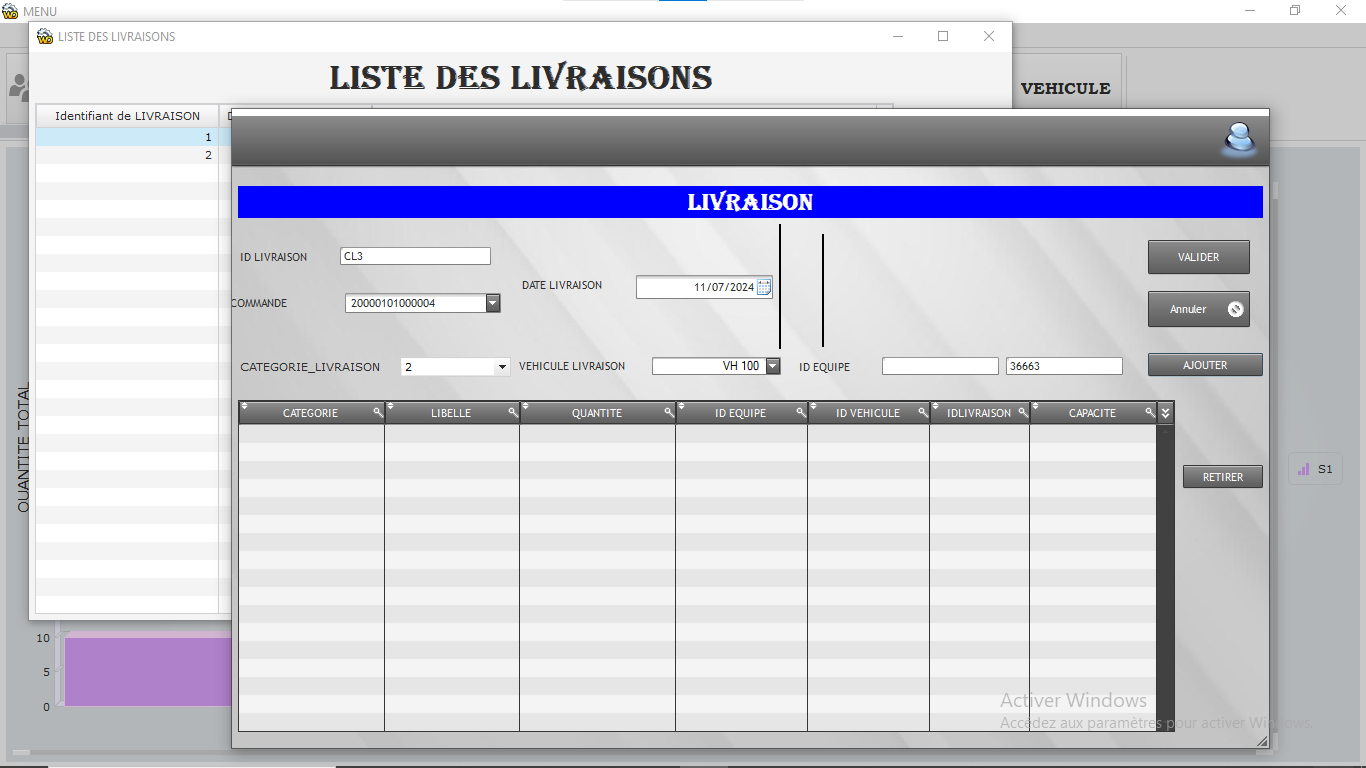 MENU
LISTE DES LIVRAISONS
LISTE DES LIVRAISONS
VEHICULE
Identifiant de LIVRAISON
1
2
LIVRAISON
ID LIVRAISON CL3
VALIDER
DATE LIVRAISON 11/07/2024
COMMANDE 20000101000004
Annuler
CATEGORIE_LIVRAISON 2 VEHICULE LIVRAISON VH 100 ID EQUIPE 36663 AJOUTER
CATEGORIE LIBELLE QUANTITE ID EQUIPE ID VEHICULE IDLIVRAISON CAPACITE
RETIRER
S1
QUANTITE TOTAL
10
5
0
Activer Windows
Accédez aux paramètres pour activer Windows.